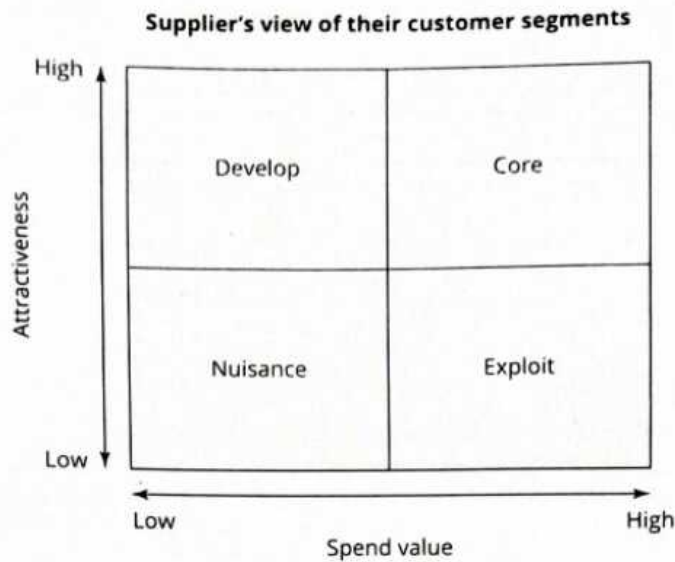 Supplier's view of their customer segments
High
Develop
Core
Attractiveness
Nuisance
Exploit
Low
Low
High
Spend value